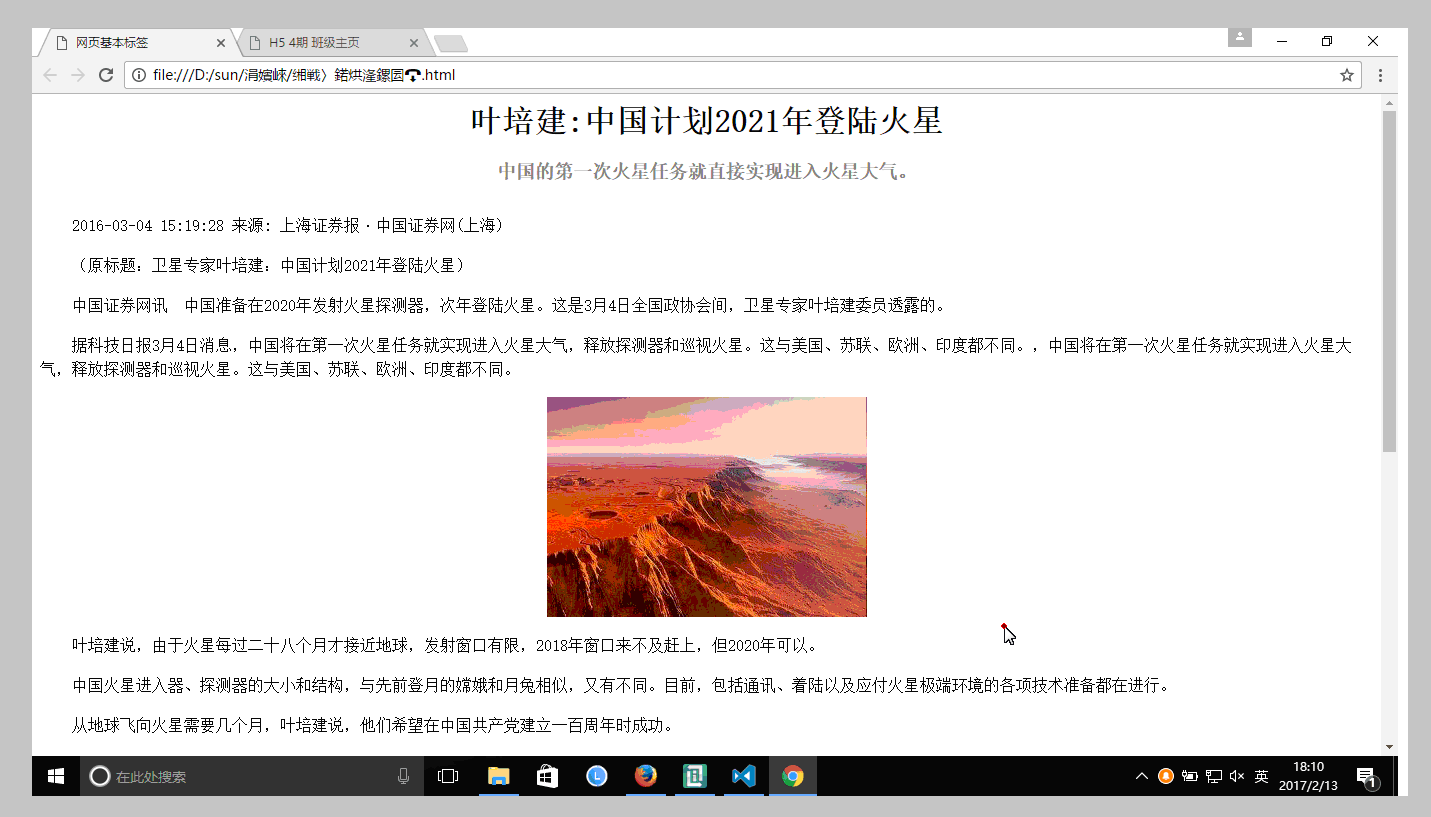 网页基本标签
H5 4期 班级主页
file:///D:/sun/涓嬪崍/缃戦〉鍩烘湰鏍囩.html
叶培建:中国计划2021年登陆火星
中国的第一次火星任务就直接实现进入火星大气。
2016-03-04 15:19:28 来源: 上海证券报·中国证券网(上海)
（原标题：卫星专家叶培建：中国计划2021年登陆火星）
中国证券网讯　中国准备在2020年发射火星探测器，次年登陆火星。这是3月4日全国政协会间，卫星专家叶培建委员透露的。
据科技日报3月4日消息，中国将在第一次火星任务就实现进入火星大气，释放探测器和巡视火星。这与美国、苏联、欧洲、印度都不同。，中国将在第一次火星任务就实现进入火星大
气，释放探测器和巡视火星。这与美国、苏联、欧洲、印度都不同。
叶培建说，由于火星每过二十八个月才接近地球，发射窗口有限，2018年窗口来不及赶上，但2020年可以。
中国火星进入器、探测器的大小和结构，与先前登月的嫦娥和月兔相似，又有不同。目前，包括通讯、着陆以及应付火星极端环境的各项技术准备都在进行。
从地球飞向火星需要几个月，叶培建说，他们希望在中国共产党建立一百周年时成功。
在此处搜索
英
18:10
2017/2/13
1